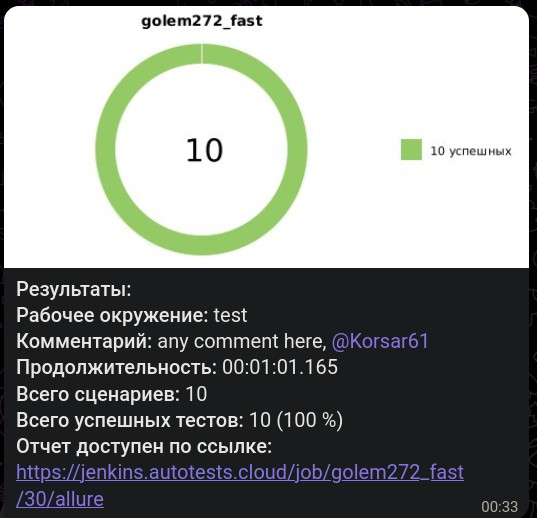 golem272_fast
10
10 успешных
Результаты:
Рабочее окружение: test
Комментарий: any comment here, @Korsar61
Продолжительность: 00:01:01.165
Всего сценариев: 10
Всего успешных тестов: 10 (100 %)
Отчет доступен по ссылке:
https://jenkins.autotests.cloud/job/golem272_fast
/30/allure
00:33